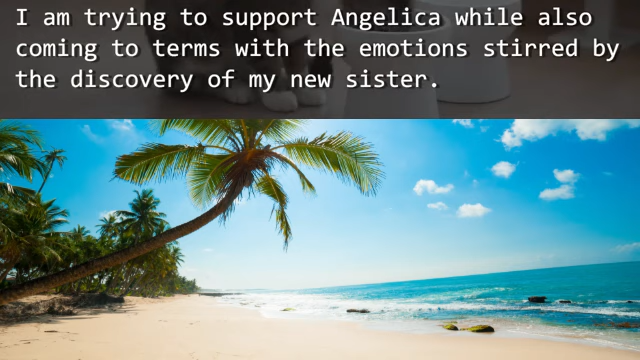 I am trying to support Angelica while also
coming to terms with the emotions stirred by
the discovery of my new sister.